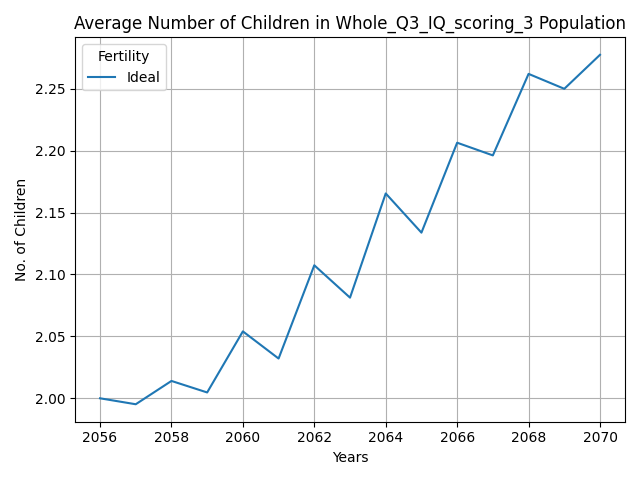 Average Number of Children in Whole_Q3_IQ_scoring_3 Population
Fertility
Ideal
No. of Children
2.25
2.20
2.15
2.10
2.05
2.00
2056 2058 2060 2062 2064 2066 2068 2070
Years